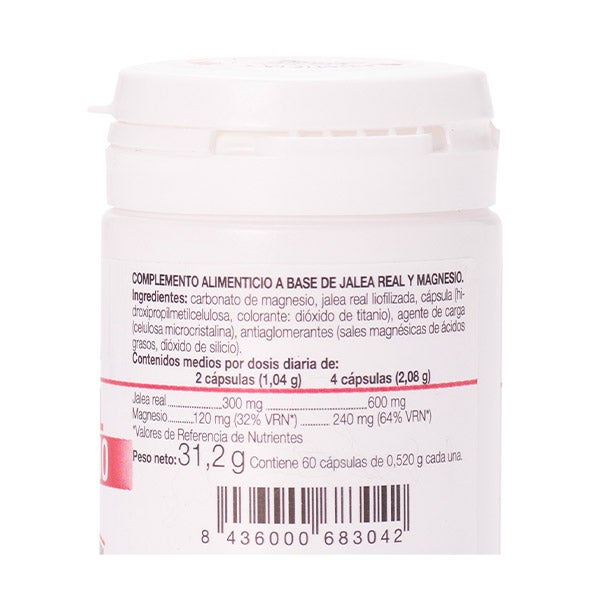 COMPLEMENTO ALIMENTICIO A BASE DE JALEA REAL Y MAGNESIO.
Ingredientes: carbonato de magnesio, jalea real liofilizada, cápsula (hi-
droxipropilmetilcelulosa, colorante: dióxido de titanio), agente de carga
(celulosa microcristalina), antiaglomerantes (sales magnésicas de ácidos
grasos, dióxido de silicio).
Contenidos medios por dosis diaria de:
2 cápsulas (1,04 g) 4 cápsulas (2,08 g)
Jalea real ........................ 300 mg ........................ 600 mg
Magnesio............120 mg (32% VRN*) ............ 240 mg (64% VRN*)
*Valores de Referencia de Nutrientes
Peso neto: 31,2 g Contiene 60 cápsulas de 0,520 g cada una.
8 436000 683042